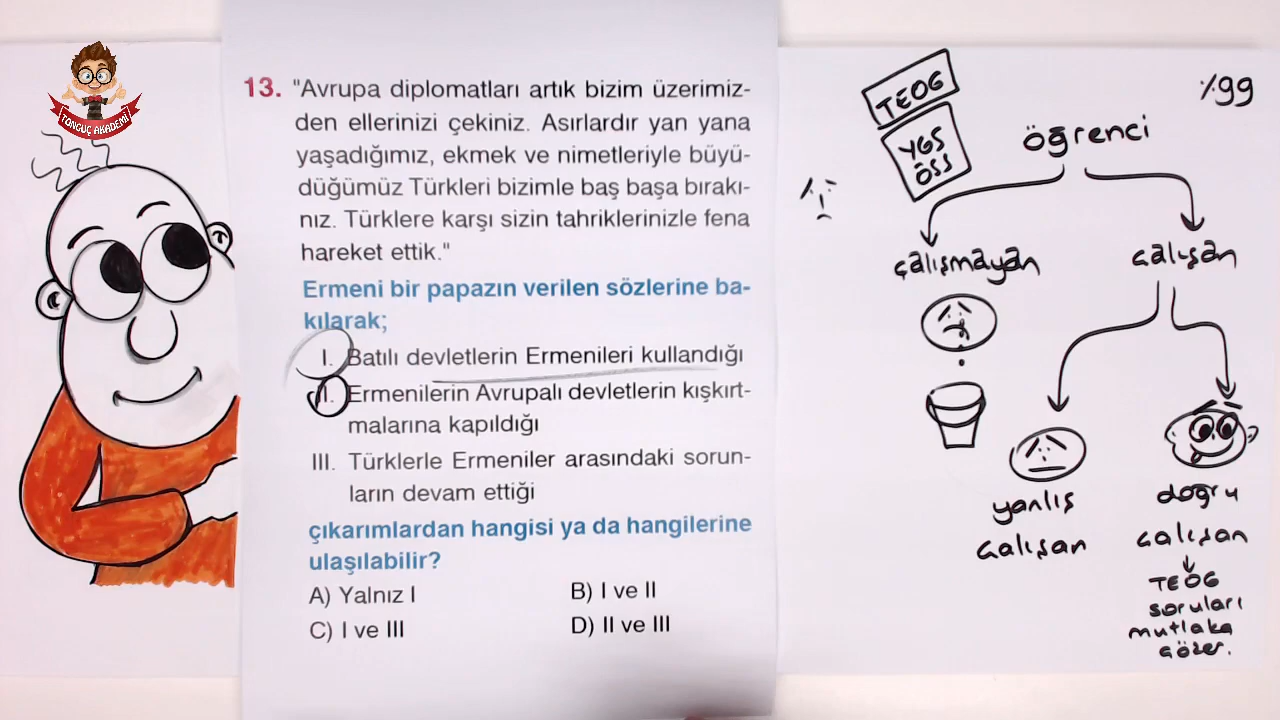 TONGUÇ AKADEMİ
13. "Avrupa diplomatları artık bizim üzerimiz-
den ellerinizi çekiniz. Asırlardır yan yana
yaşadığımız, ekmek ve nimetleriyle büyü-
düğümüz Türkleri bizimle baş başa bırakı-
nız. Türklere karşı sizin tahriklerinizle fena
hareket ettik."
Ermeni bir papazın verilen sözlerine ba-
kılarak;
I. Batılı devletlerin Ermenileri kullandığı
II. Ermenilerin Avrupalı devletlerin kışkırt-
malarına kapıldığı
III. Türklerle Ermeniler arasındaki sorun-
ların devam ettiği
çıkarımlardan hangisi ya da hangilerine
ulaşılabilir?
A) Yalnız I
B) I ve II
C) I ve III
D) II ve III
TEOG
YGS
ÖSS
%99
öğrenci
çalışmayan
çalışan
yanlış
çalışan
doğru
çalışan
TEOG
soruları
mutlaka
çözer.